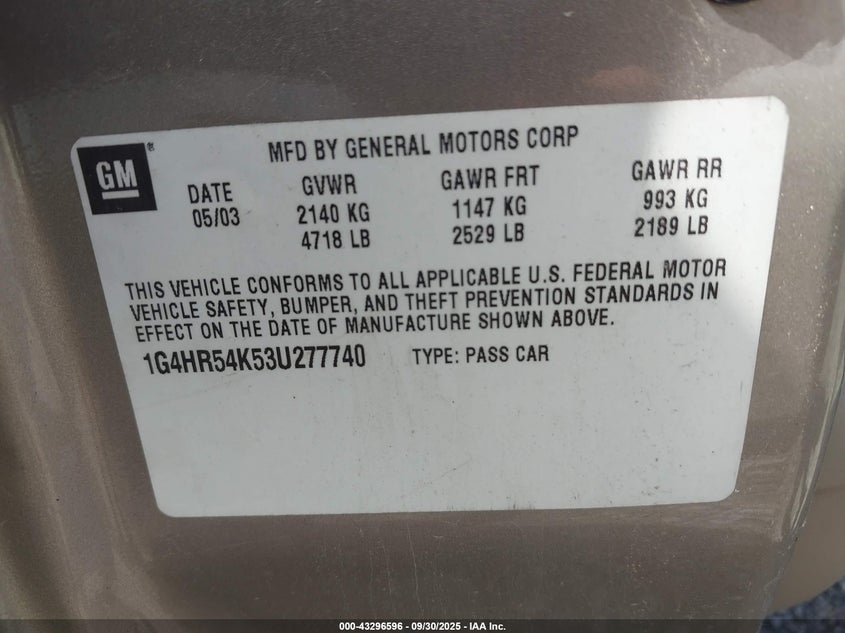 MFD BY GENERAL MOTORS CORP
GM®
DATE GVWR GAWR FRT GAWR RR
05/03 2140 KG 1147 KG 993 KG
4718 LB 2529 LB 2189 LB
THIS VEHICLE CONFORMS TO ALL APPLICABLE U.S. FEDERAL MOTOR
VEHICLE SAFETY, BUMPER, AND THEFT PREVENTION STANDARDS IN
EFFECT ON THE DATE OF MANUFACTURE SHOWN ABOVE.
1G4HR54K53U277740 TYPE: PASS CAR
000-43296596 - 09/30/2025 - IAA Inc.